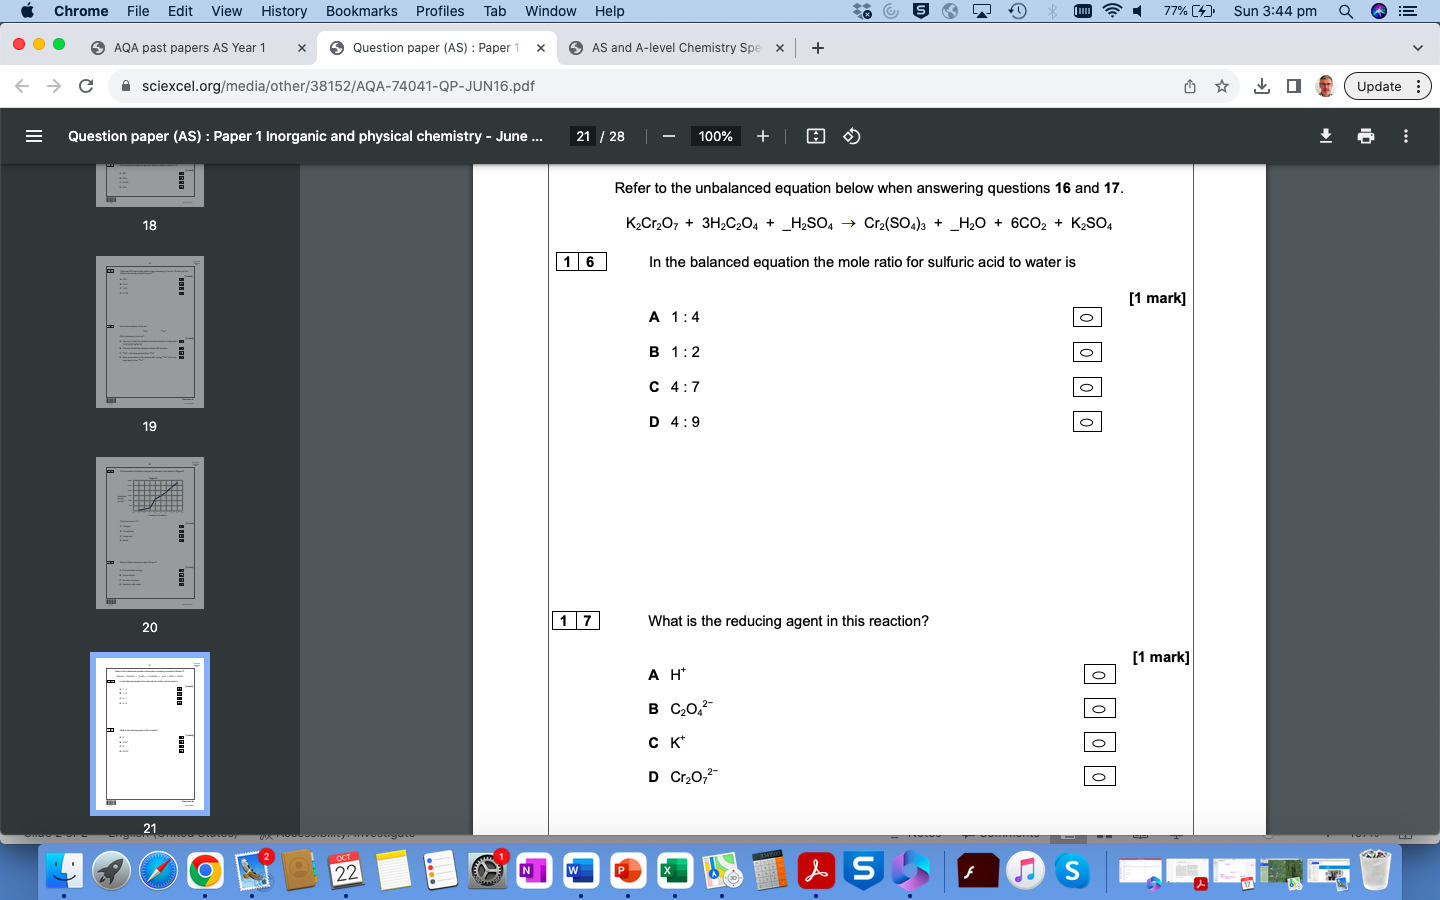 Chrome File Edit View History Bookmarks Profiles Tab Window Help 77% Sun 3:44 pm
AQA past papers AS Year 1
Question paper (AS) : Paper 1
AS and A-level Chemistry Spe
sciexcel.org/media/other/38152/AQA-74041-QP-JUN16.pdf
Update
Question paper (AS) : Paper 1 Inorganic and physical chemistry - June ... 21 / 28 100%
18
19
20
21
Refer to the unbalanced equation below when answering questions 16 and 17.
K₂Cr₂O₇ + 3H₂C₂O₄ + _H₂SO₄ → Cr₂(SO₄)₃ + _H₂O + 6CO₂ + K₂SO₄
1 6 In the balanced equation the mole ratio for sulfuric acid to water is
[1 mark]
A 1 : 4
B 1 : 2
C 4 : 7
D 4 : 9
1 7 What is the reducing agent in this reaction?
[1 mark]
A H⁺
B C₂O₄²⁻
C K⁺
D Cr₂O₇²⁻
2
OCT
22
1